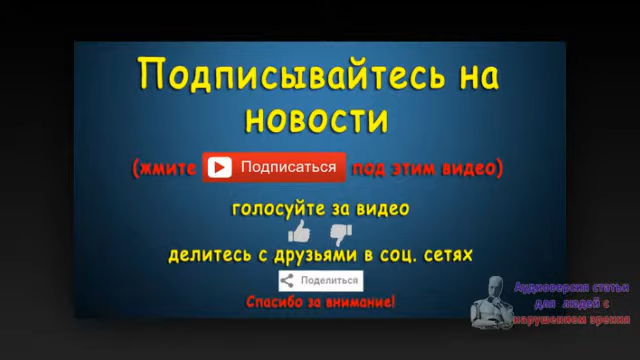 Подписывайтесь на
новости
(жмите Подписаться под этим видео)
голосуйте за видео
делитесь с друзьями в соц. сетях
Поделиться
Спасибо за внимание!
Аудиоверсия статьи
для людей с
нарушением зрения